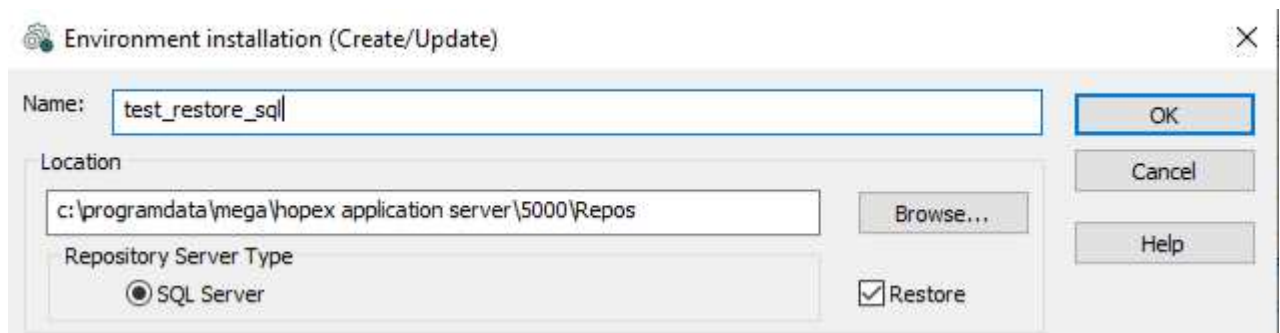 Environment installation (Create/Update)
Name: test_restore_sql
OK
Location
Cancel
c:\programdata\mega\hopex application server\5000\Repos
Browse...
Help
Repository Server Type
SQL Server
Restore